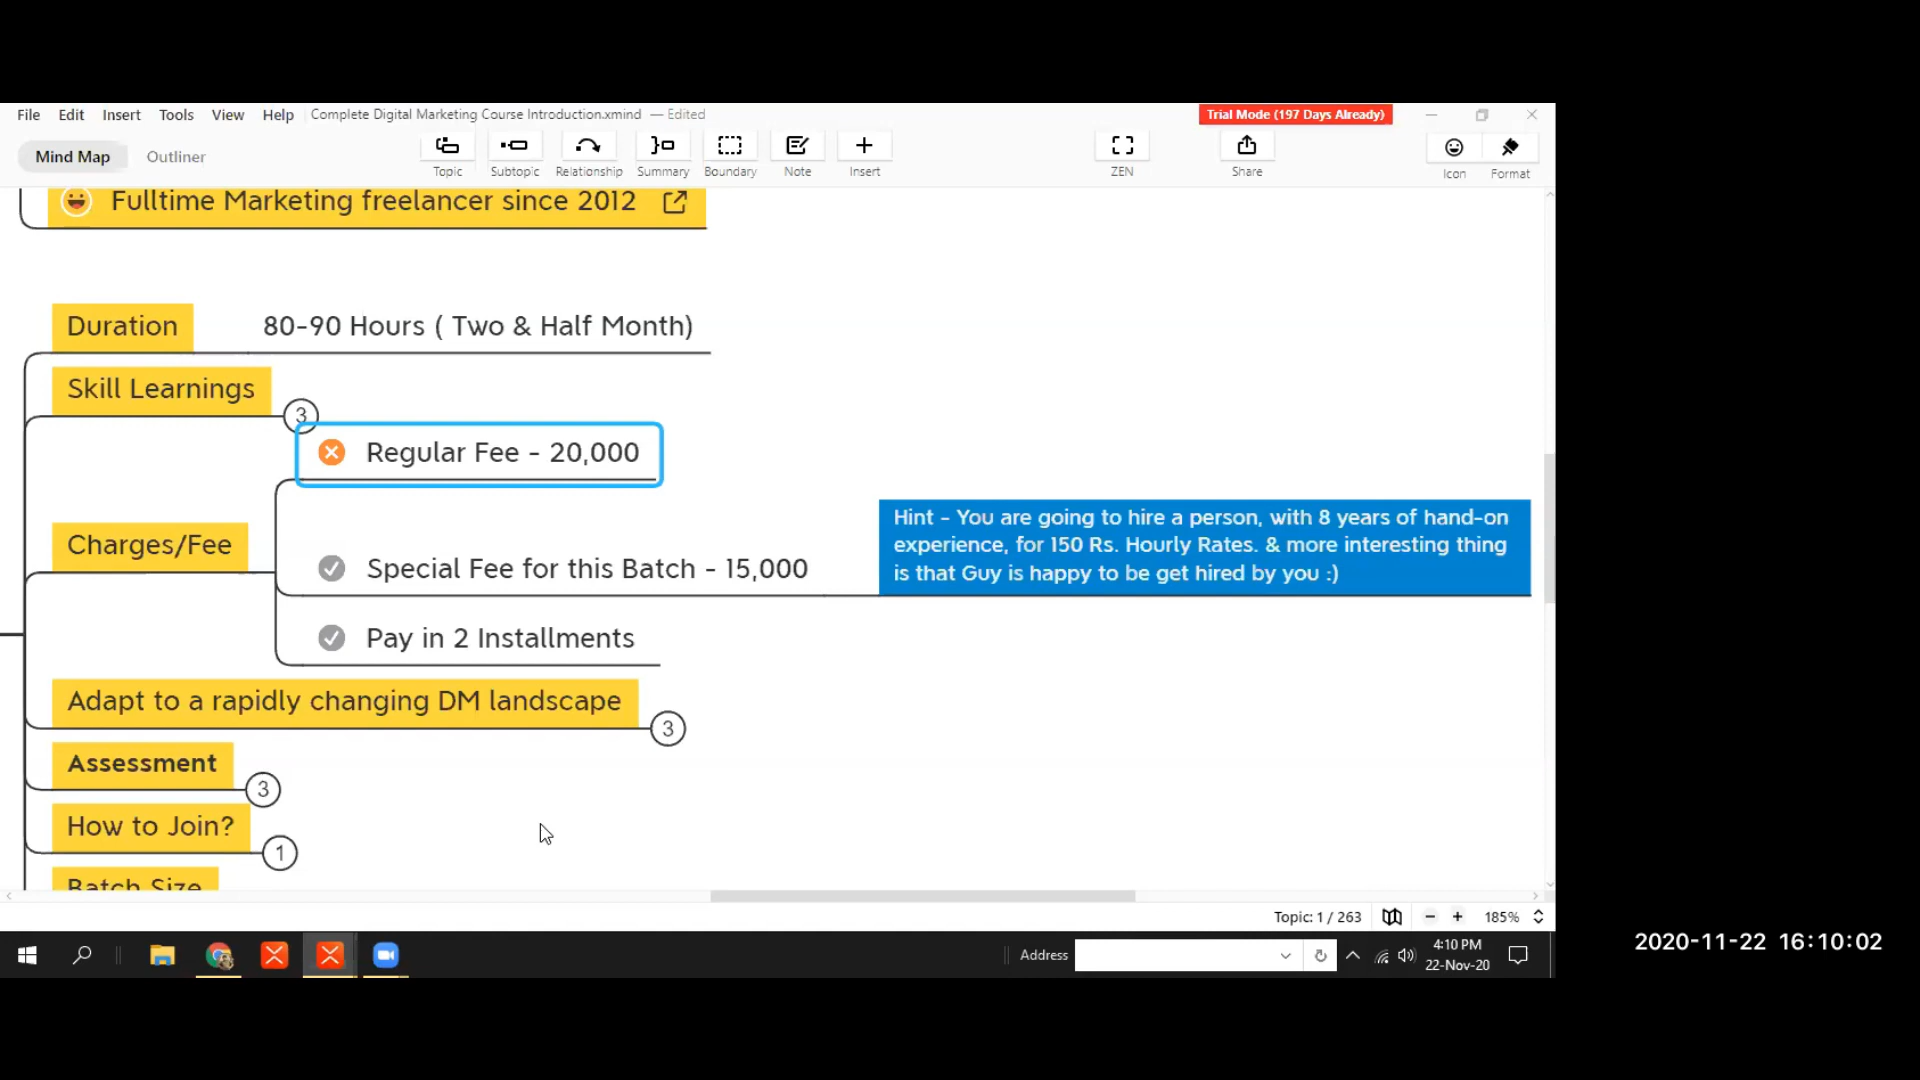 File Edit Insert Tools View Help Complete Digital Marketing Course Introduction.xmind — Edited Trial Mode (197 Days Already)
Mind Map Outliner
Topic Subtopic Relationship Summary Boundary Note Insert ZEN Share Icon Format
Fulltime Marketing freelancer since 2012
Duration 80-90 Hours ( Two & Half Month)
Skill Learnings
3
Regular Fee - 20,000
Charges/Fee
Special Fee for this Batch - 15,000
Hint - You are going to hire a person, with 8 years of hand-on
experience, for 150 Rs. Hourly Rates. & more interesting thing
is that Guy is happy to be get hired by you :)
Pay in 2 Installments
Adapt to a rapidly changing DM landscape
3
Assessment
3
How to Join?
1
Batch Size
Topic: 1 / 263 185%
Address
4:10 PM
22-Nov-20
2020-11-22 16:10:02